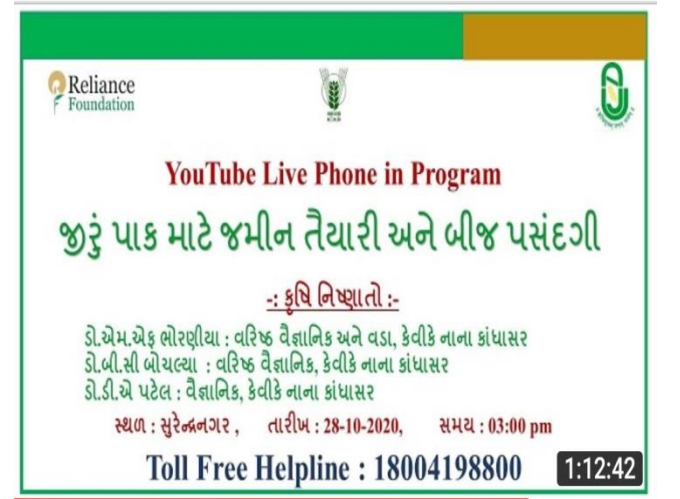 Reliance
Foundation
YouTube Live Phone in Program
જીરું પાક માટે જમીન તૈયારી અને બીજ પસંદગી
-: કૃષિ નિષ્ણાતો :-
ડો.એમ.એફ ભોરણીયા : વરિષ્ઠ વૈજ્ઞાનિક અને વડા, કેવીકે નાના કાંધાસર
ડો.બી.સી બોચલ્યા : વરિષ્ઠ વૈજ્ઞાનિક, કેવીકે નાના કાંધાસર
ડો.ડી.એ પટેલ : વૈજ્ઞાનિક, કેવીકે નાના કાંધાસર
સ્થળ : સુરેન્દ્રનગર , તારીખ : 28-10-2020, સમય : 03:00 pm
Toll Free Helpline : 18004198800
1:12:42